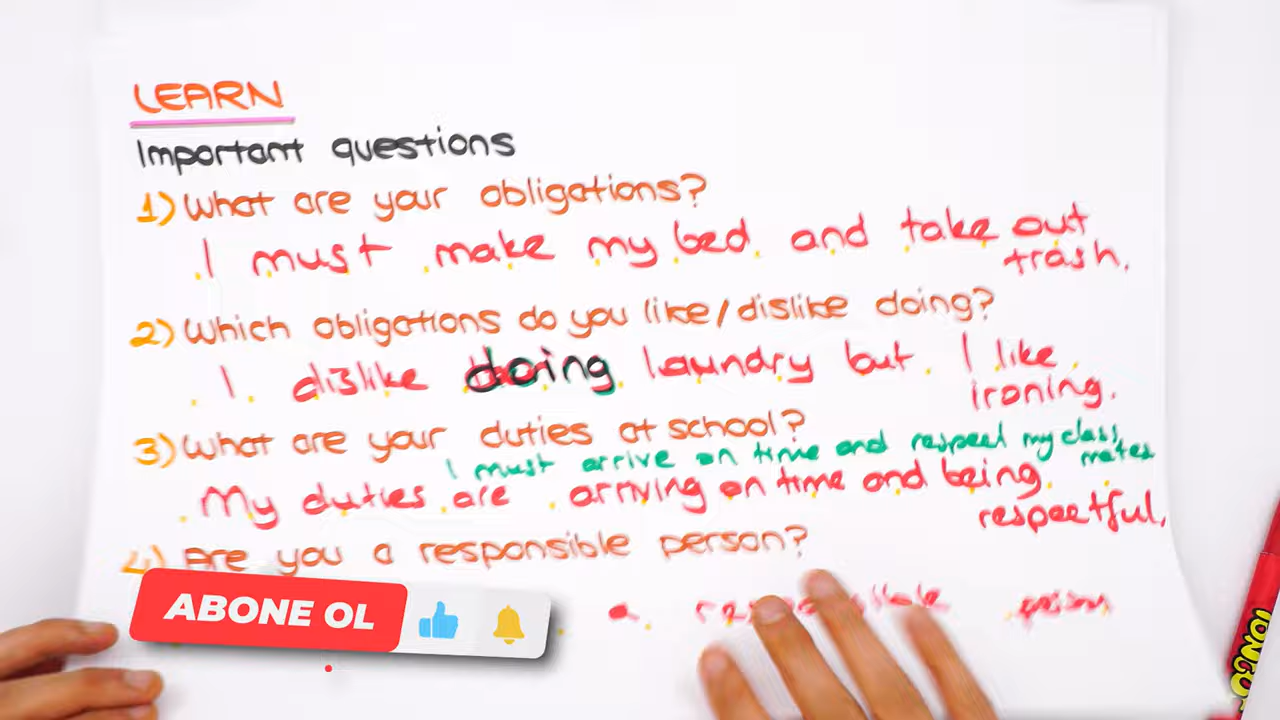 LEARN
Important questions
1) What are your obligations?
I must make my bed and take out
trash.
2) Which obligations do you like/dislike doing?
I dislike doing laundry but I like
ironing.
3) What are your duties at school?
I must arrive on time and respect my class
mates
My duties are arriving on time and being
respectful.
4) Are you a responsible person?
a responsible person
ABONE OL